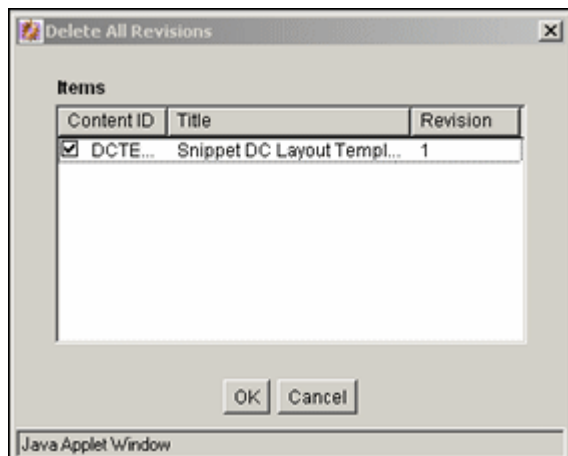 Delete All Revisions
Items
Content ID Title Revision
DCTE... Snippet DC Layout Templ... 1
OK Cancel
Java Applet Window